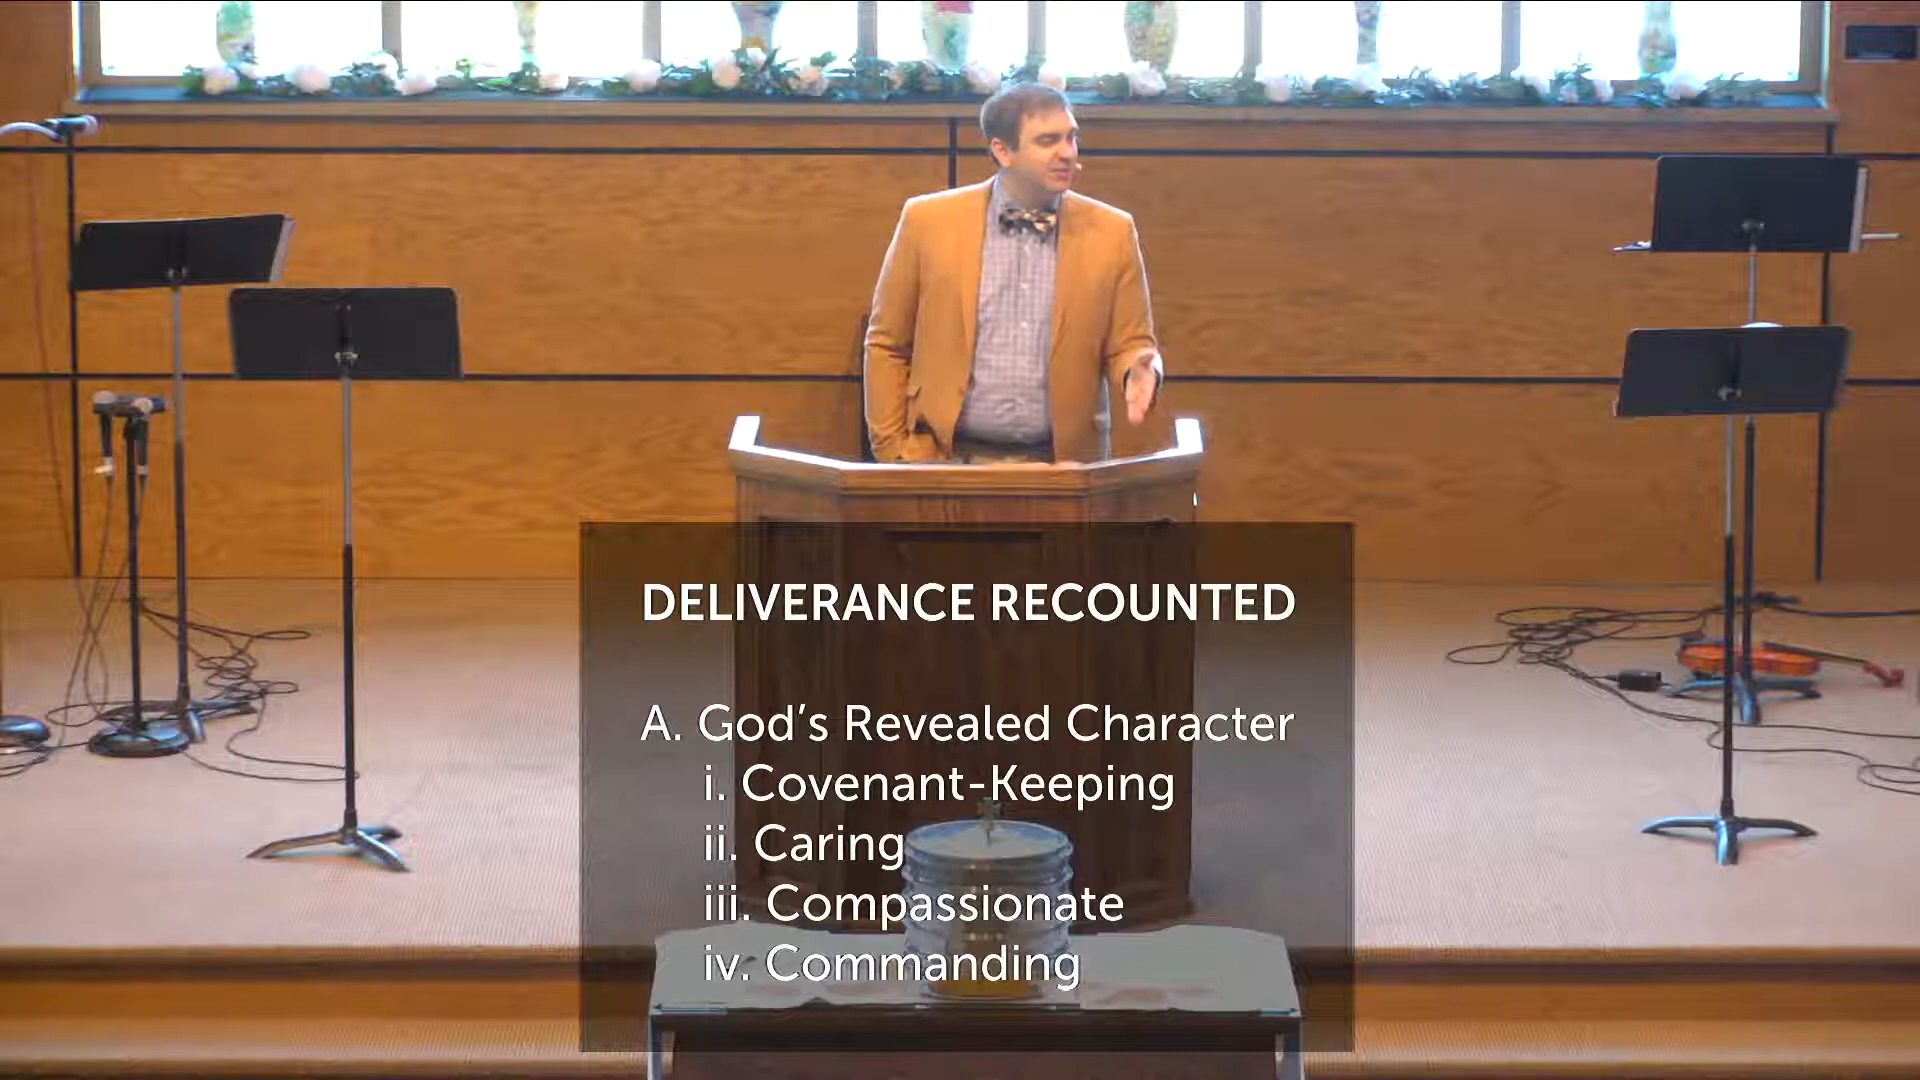 DELIVERANCE RECOUNTED
A. God's Revealed Character
i. Covenant-Keeping
ii. Caring
iii. Compassionate
iv. Commanding